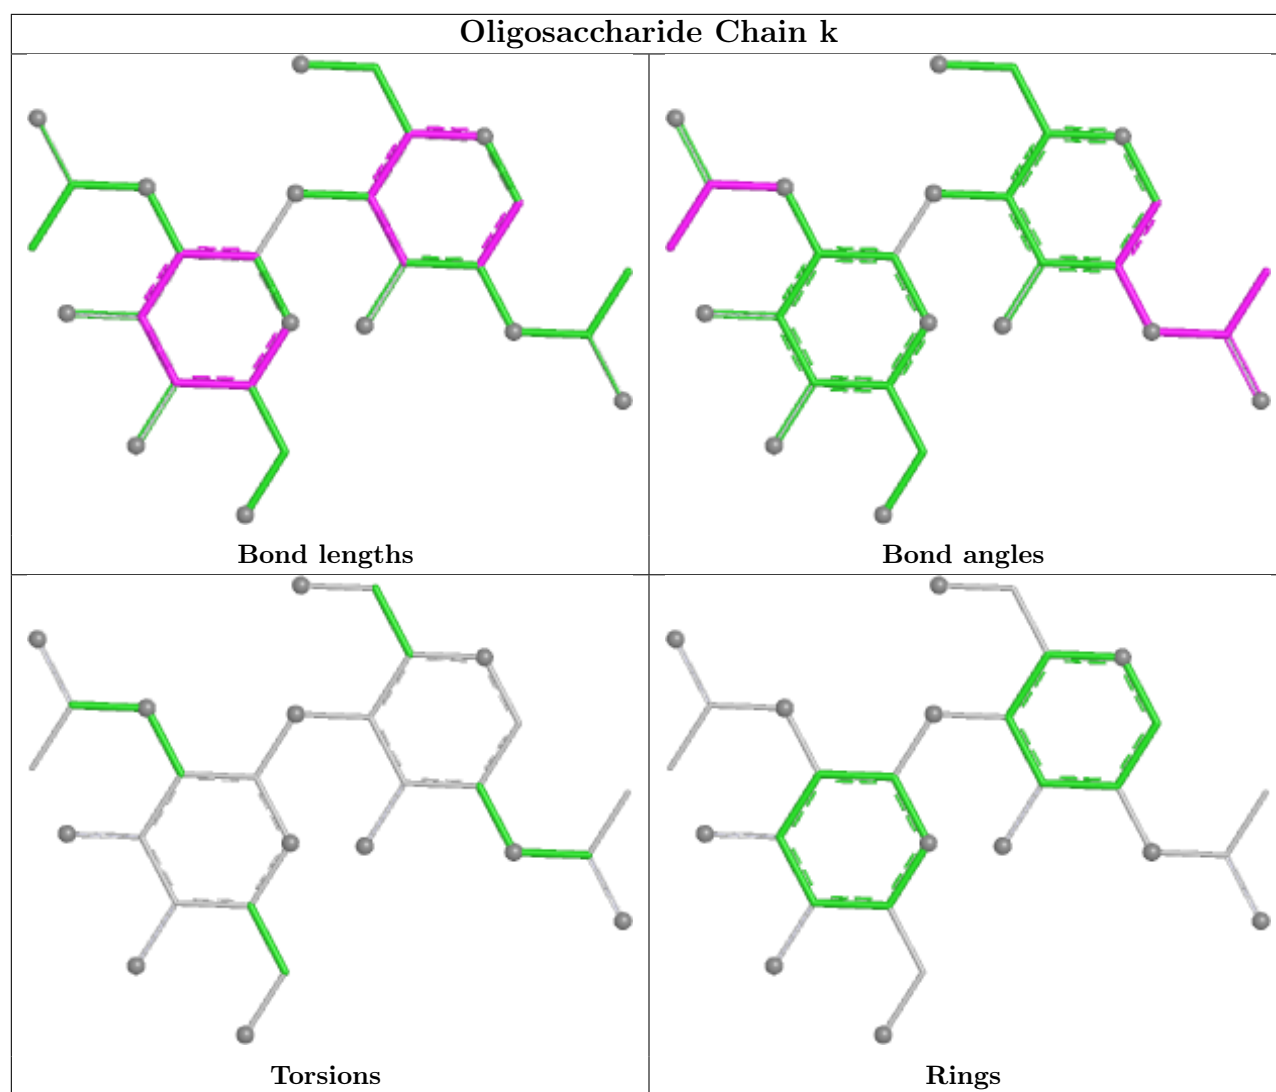 Oligosaccharide Chain k
Bond lengths
Bond angles
Torsions
Rings